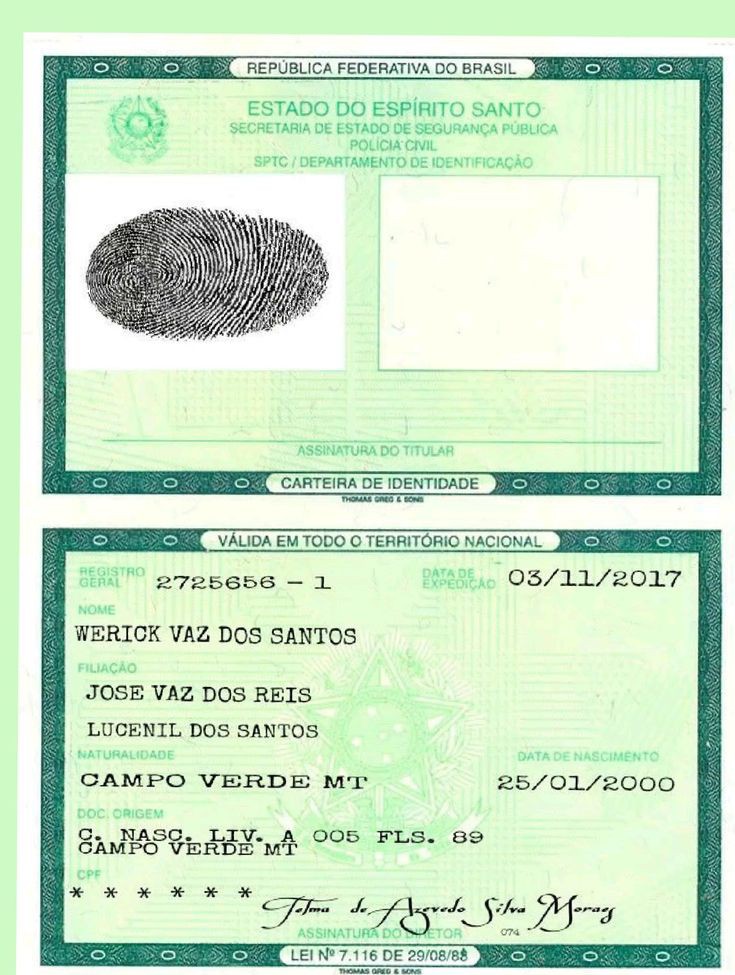 REPÚBLICA FEDERATIVA DO BRASIL
ESTADO DO ESPÍRITO SANTO
SECRETARIA DE ESTADO DE SEGURANÇA PÚBLICA
POLICIA CIVIL
SPTC / DEPARTAMENTO DE IDENTIFICAÇÃO
ASSINATURA DO TITULAR
CARTEIRA DE IDENTIDADE
THOMAS GREG & SONS
VÁLIDA EM TODO O TERRITÓRIO NACIONAL
REGISTRO GERAL 2725656 - 1 DATA DE EXPEDIÇÃO 03/11/2017
NOME
WERICK VAZ DOS SANTOS
FILIAÇÃO
JOSE VAZ DOS REIS
LUCENIL DOS SANTOS
NATURALIDADE DATA DE NASCIMENTO
CAMPO VERDE MT 25/01/2000
DOC. ORIGEM
C. NASC. LIV. A 005 FLS. 89
CAMPO VERDE MT
CPF
* * * * * *
Telma de Azevedo Silva Moraes
ASSINATURA DO DIRETOR 074
LEI Nº 7.116 DE 29/08/83
THOMAS GREG & SONS